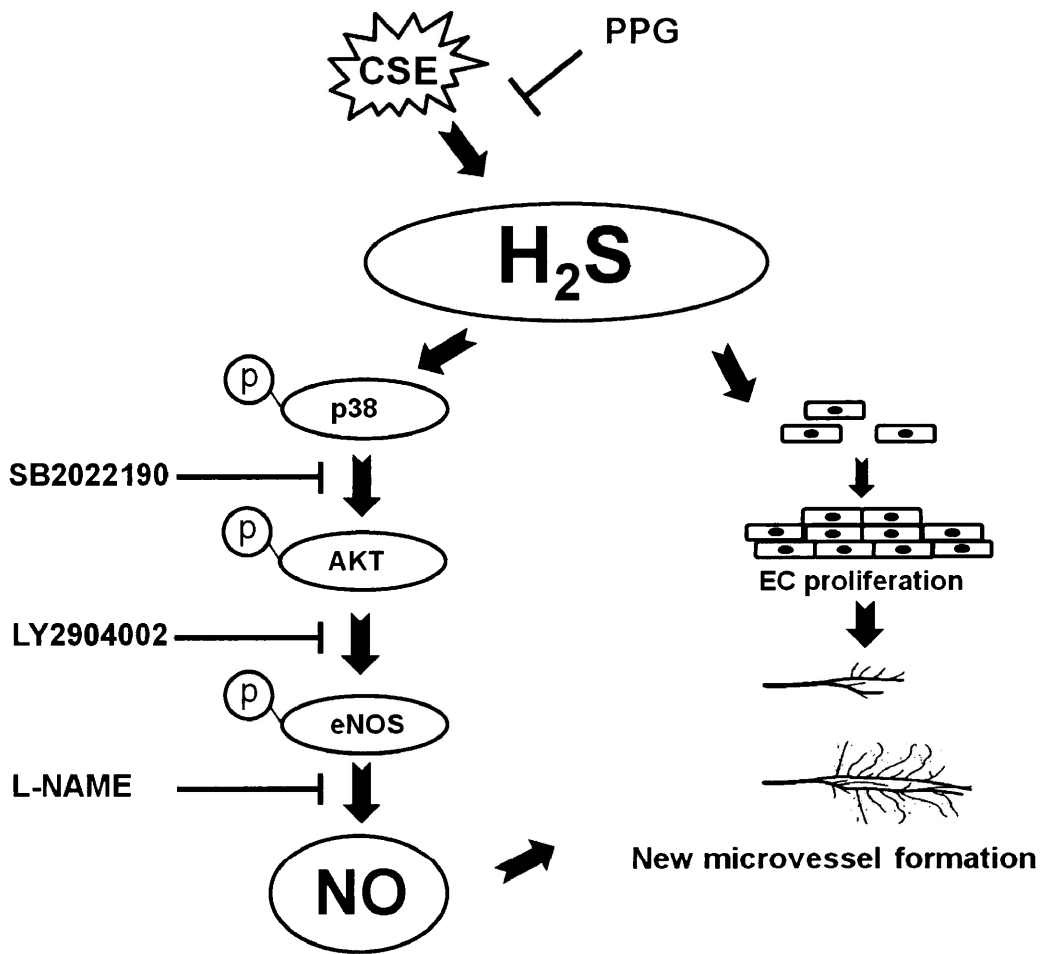 PPG
CSE
H₂S
p
p38
SB2022190
p
AKT
EC proliferation
LY2904002
p
eNOS
L-NAME
New microvessel formation
NO